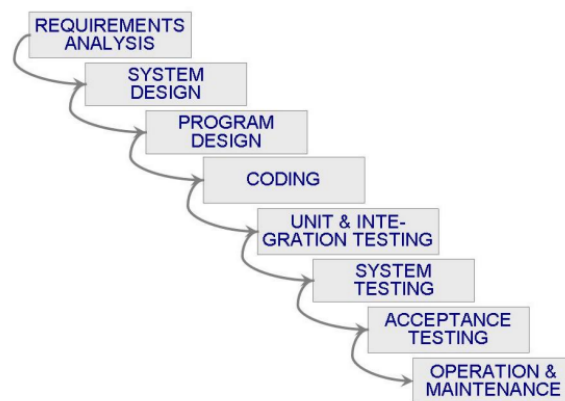 REQUIREMENTS
ANALYSIS
SYSTEM
DESIGN
PROGRAM
DESIGN
CODING
UNIT & INTE-
GRATION TESTING
SYSTEM
TESTING
ACCEPTANCE
TESTING
OPERATION &
MAINTENANCE